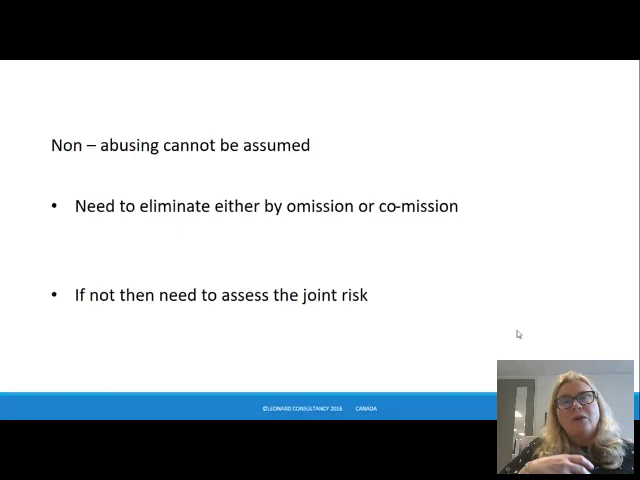 Non – abusing cannot be assumed
• Need to eliminate either by omission or co-mission
• If not then need to assess the joint risk
©LEONARD CONSULTANCY 2018. CANADA